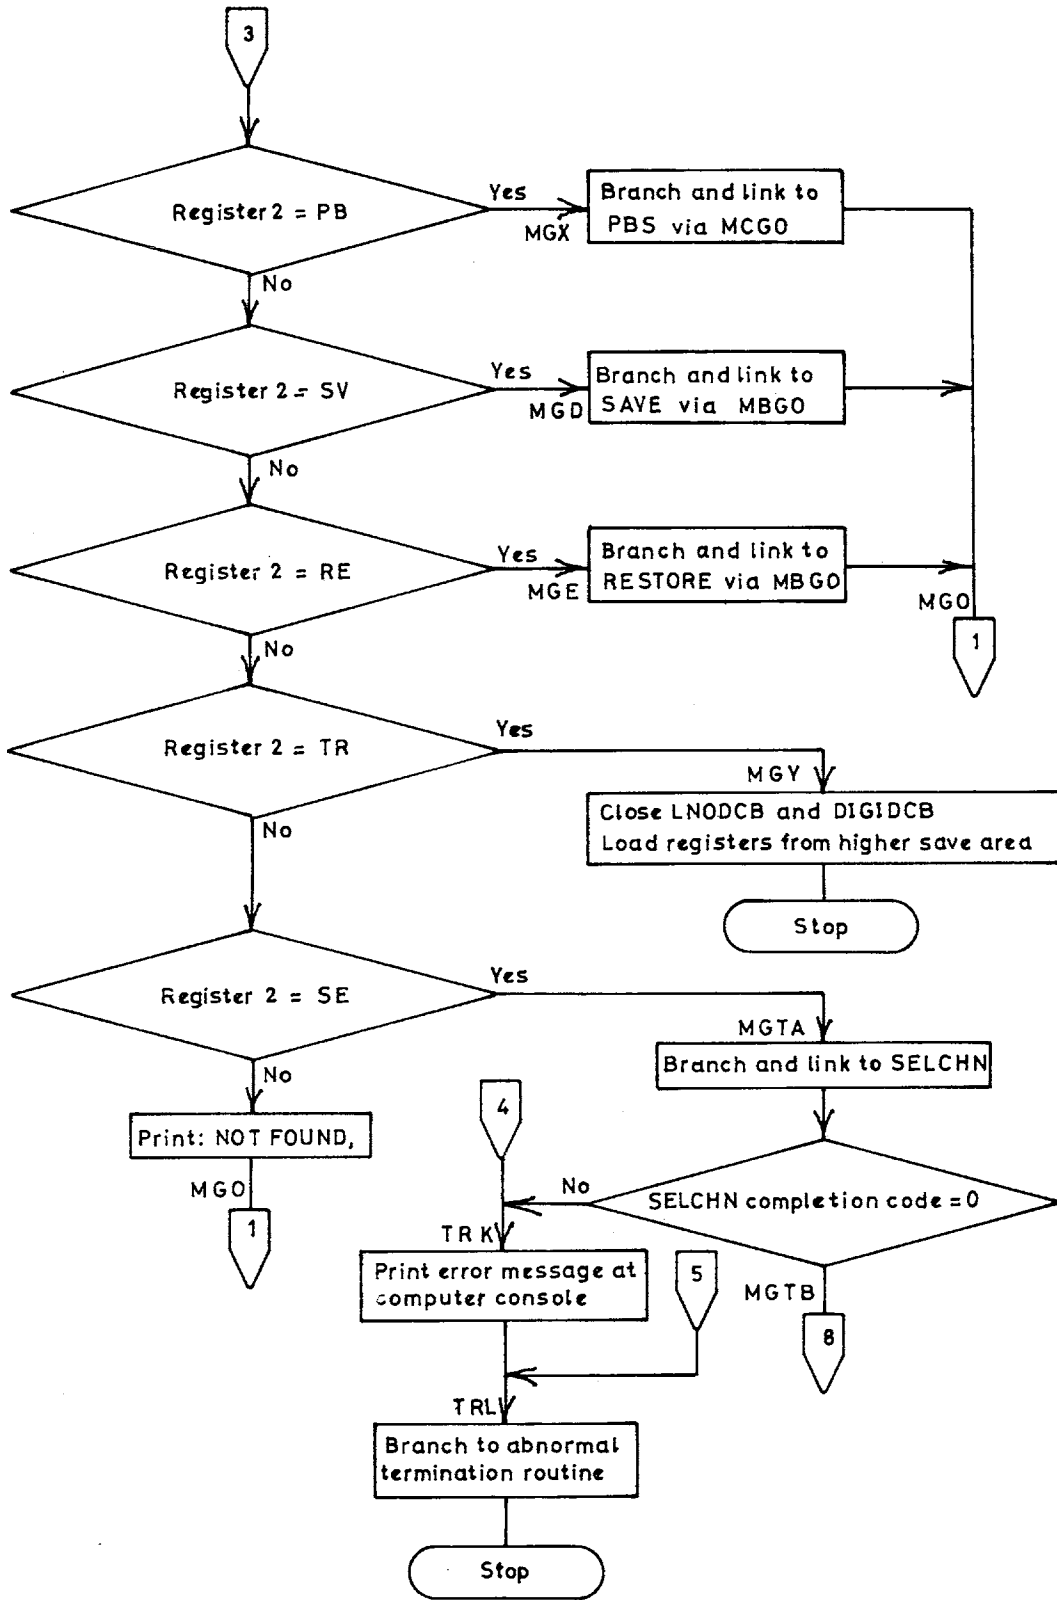 3
Register 2 = PB
Yes
MGX
Branch and link to
PBS via MCGO
No
Register 2 = SV
Yes
MGD
Branch and link to
SAVE via MBGO
No
Register 2 = RE
Yes
MGE
Branch and link to
RESTORE via MBGO
MGO
1
No
Register 2 = TR
Yes
MGY
Close LNODCB and DIGIDCB
Load registers from higher save area
Stop
No
Register 2 = SE
Yes
MGTA
Branch and link to SELCHN
No
Print: NOT FOUND,
MGO
1
4
No
SELCHN completion code = 0
TRK
Print error message at
computer console
5
MGTB
8
TRL
Branch to abnormal
termination routine
Stop